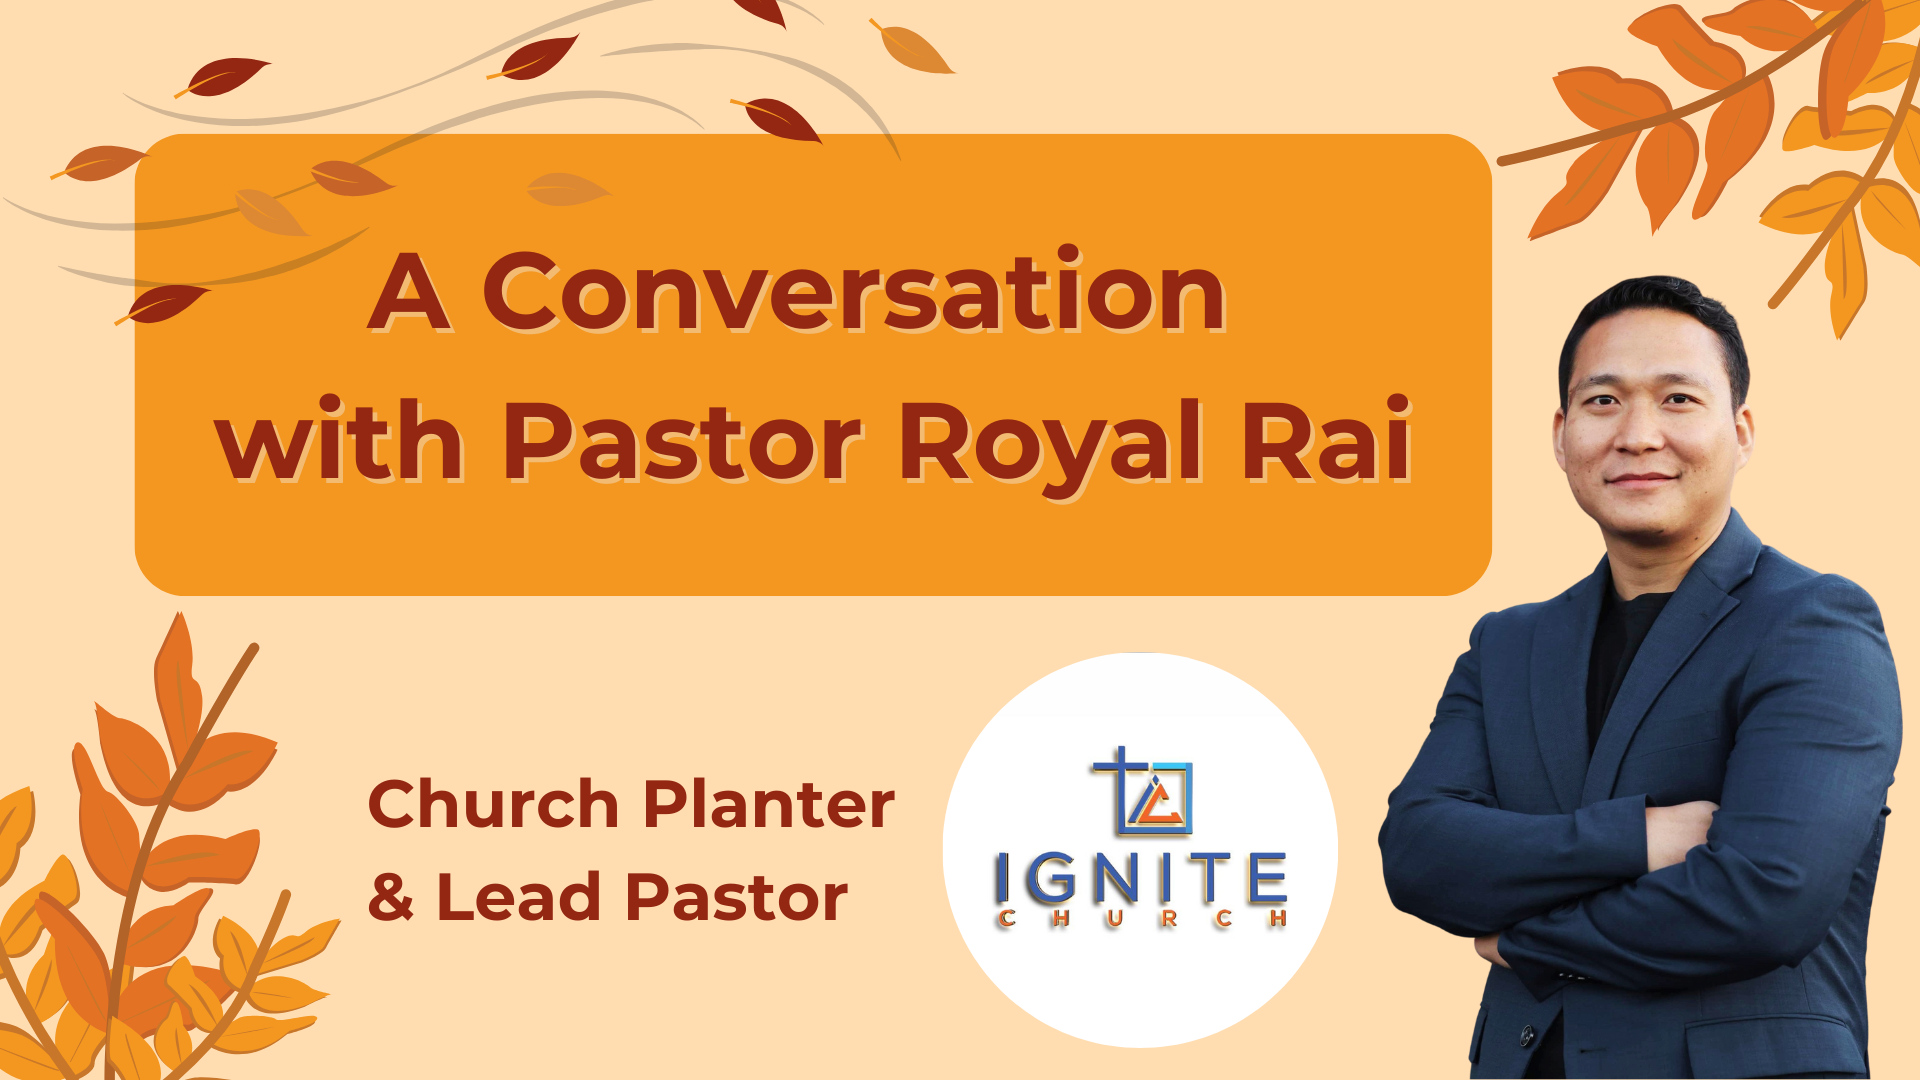 A Conversation
with Pastor Royal Rai
Church Planter
& Lead Pastor
IGNITE
CHURCH